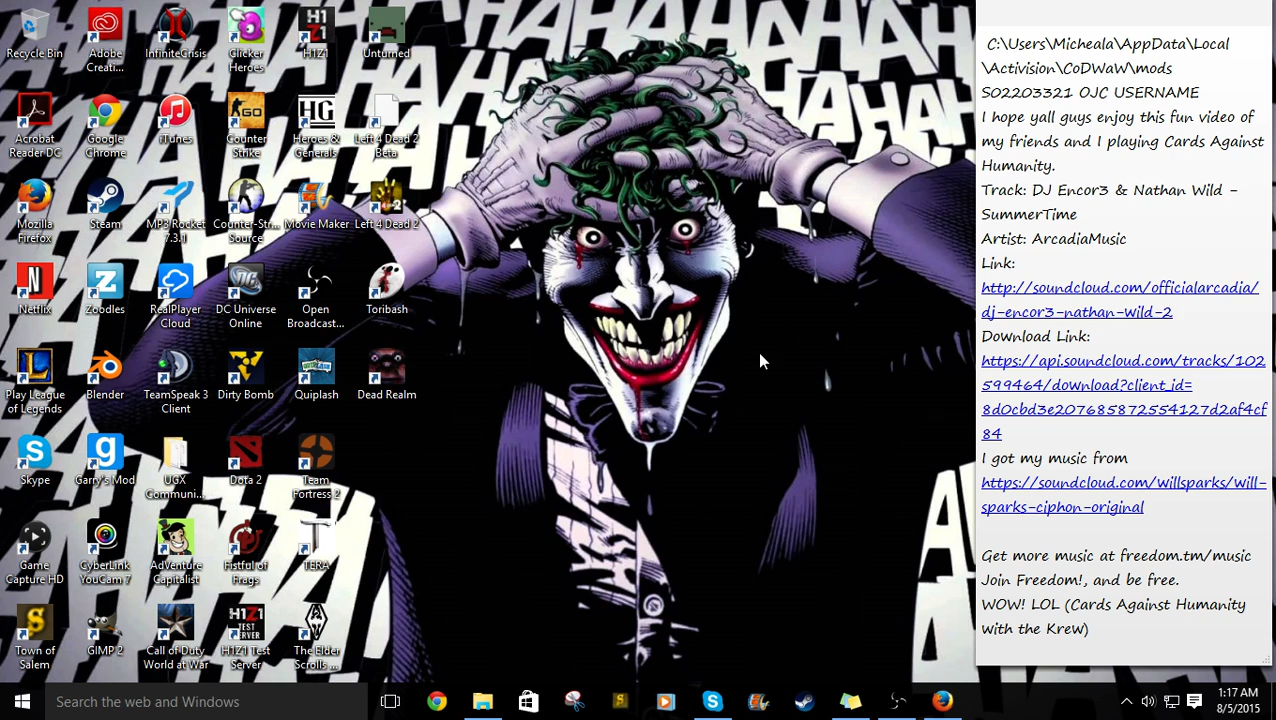 Recycle Bin
Adobe Creati...
InfiniteCrisis
Clicker Heroes
H1Z1
Unturned
Acrobat Reader DC
Google Chrome
iTunes
Counter Strike
Heroes & Generals
Left 4 Dead 2 Beta
Mozilla Firefox
Steam
MP3 Rocket 7.3.1
Counter-Str... Source
Movie Maker
Left 4 Dead 2
Netflix
Zoodles
RealPlayer Cloud
DC Universe Online
Open Broadcast...
Toribash
Play League of Legends
Blender
TeamSpeak 3 Client
Dirty Bomb
Quiplash
Dead Realm
Skype
Garry's Mod
UGX Communi...
Dota 2
Team Fortress 2
Game Capture HD
CyberLink YouCam 7
AdVenture Capitalist
Fistful of Frags
TERA
Town of Salem
GIMP 2
Call of Duty World at War
H1Z1 Test Server
The Elder Scrolls ...
C:\Users\Michello\AppData\Local
\Activision\CoDWaW\mods
SO2203321 OJC USERNAME
I hope yall guys enjoy this fun video of
my friends and i playing Cards Against
Humanity.
Track: DJ Encor3 & Nathan Wild -
SummerTime
Artist: ArcadiaMusic
Link:
http://soundcloud.com/officialarcadia/
dj-encor3-nathan-wild-2
Download Link:
https://api.soundcloud.com/tracks/102
599464/download?client_id=
8d0cbd3e207685872554127d2af4cf
84
I got my music from
https://soundcloud.com/Willsparks/will-
sparks-ciphon-original
Get more music at freedom.tm/music
Join Freedom!, and be free.
WOW! LOL (Cards Against Humanity
with the Krew)
Search the web and Windows
1:17 AM
8/5/2015